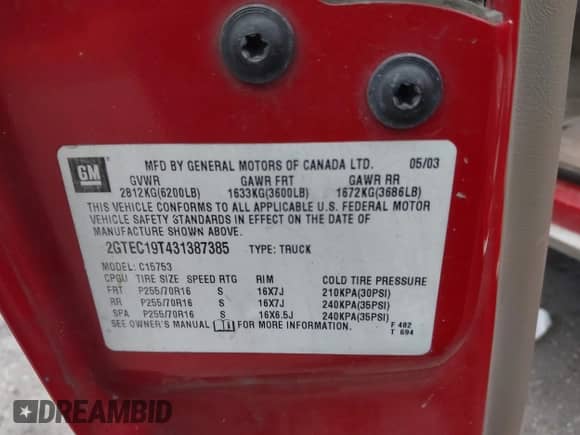 GM
MFD BY GENERAL MOTORS OF CANADA LTD. 05/03
GVWR GAWR FRT GAWR RR
2812KG(6200LB) 1633KG(3600LB) 1672KG(3686LB)
THIS VEHICLE CONFORMS TO ALL APPLICABLE U.S. FEDERAL MOTOR
VEHICLE SAFETY STANDARDS IN EFFECT ON THE DATE OF
MANUFACTURE SHOWN ABOVE.
2GTEC19T431387385 TYPE: TRUCK
MODEL: C15753
CPGU TIRE SIZE SPEED RTG RIM COLD TIRE PRESSURE
FRT P255/70R16 S 16X7J 210KPA(30PSI)
RR P255/70R16 S 16X7J 240KPA(35PSI)
SPA P255/70R16 S 16X6.5J 240KPA(35PSI)
SEE OWNER'S MANUAL FOR MORE INFORMATION.
F 482
T 694
DREAMBID